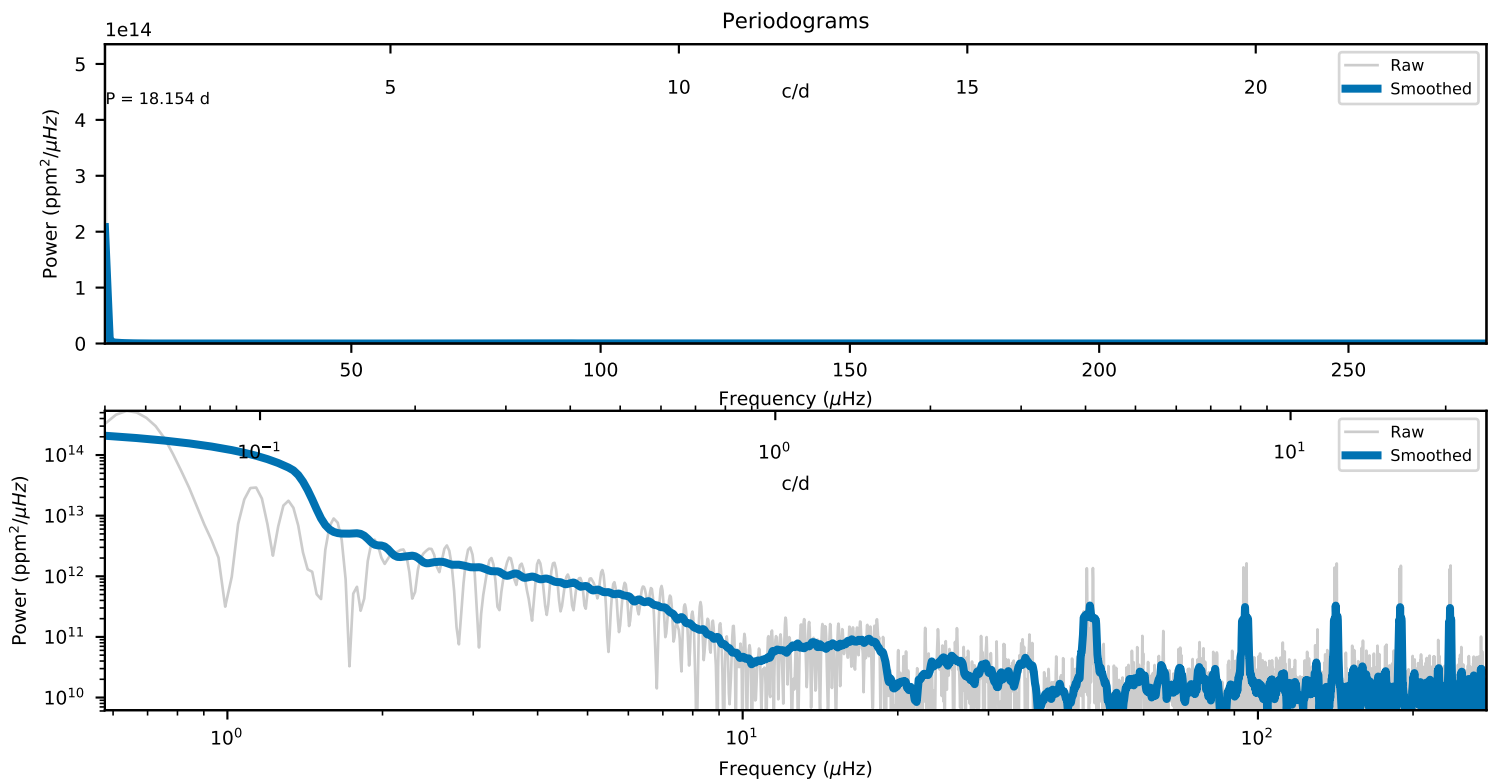 Periodograms
1e14
5 10 15 20
c/d
P = 18.154 d
Raw
Smoothed
Power (ppm²/μHz)
5
4
3
2
1
0
50 100 150 200 250
Frequency (μHz)
10⁻¹ 10⁰ 10¹
c/d
Raw
Smoothed
Power (ppm²/μHz)
10¹⁴
10¹³
10¹²
10¹¹
10¹⁰
10⁰ 10¹ 10²
Frequency (μHz)